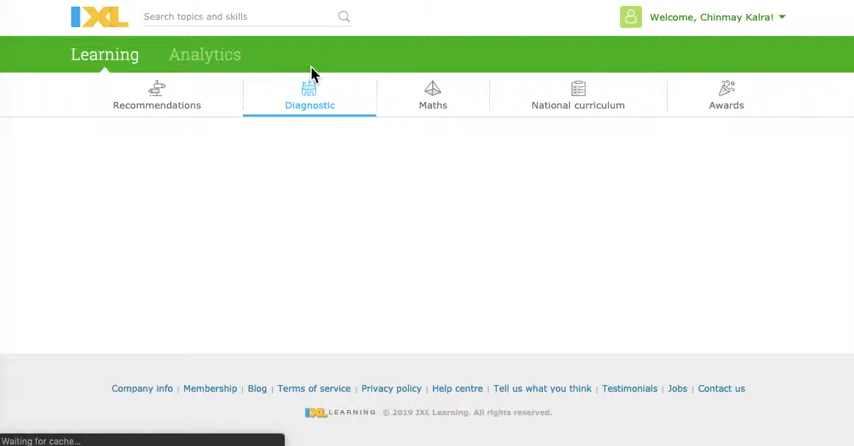 IXL Search topics and skills Welcome, Chinmay Kalra!
Learning Analytics
Recommendations Diagnostic Maths National curriculum Awards
Company info | Membership | Blog | Terms of service | Privacy policy | Help centre | Tell us what you think | Testimonials | Jobs | Contact us
IXL LEARNING © 2019 IXL Learning. All rights reserved.
Waiting for cache...